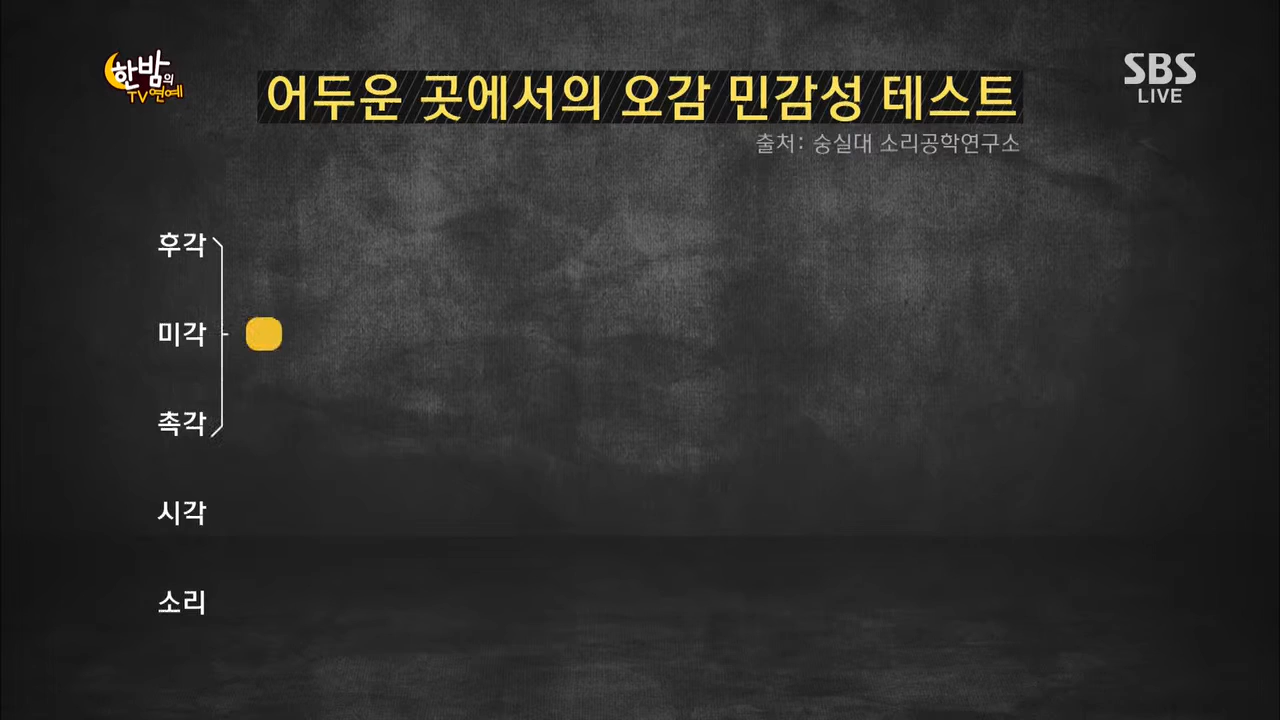 한밤의
TV연예
SBS
LIVE
어두운 곳에서의 오감 민감성 테스트
출처: 숭실대 소리공학연구소
후각
미각
촉각
시각
소리